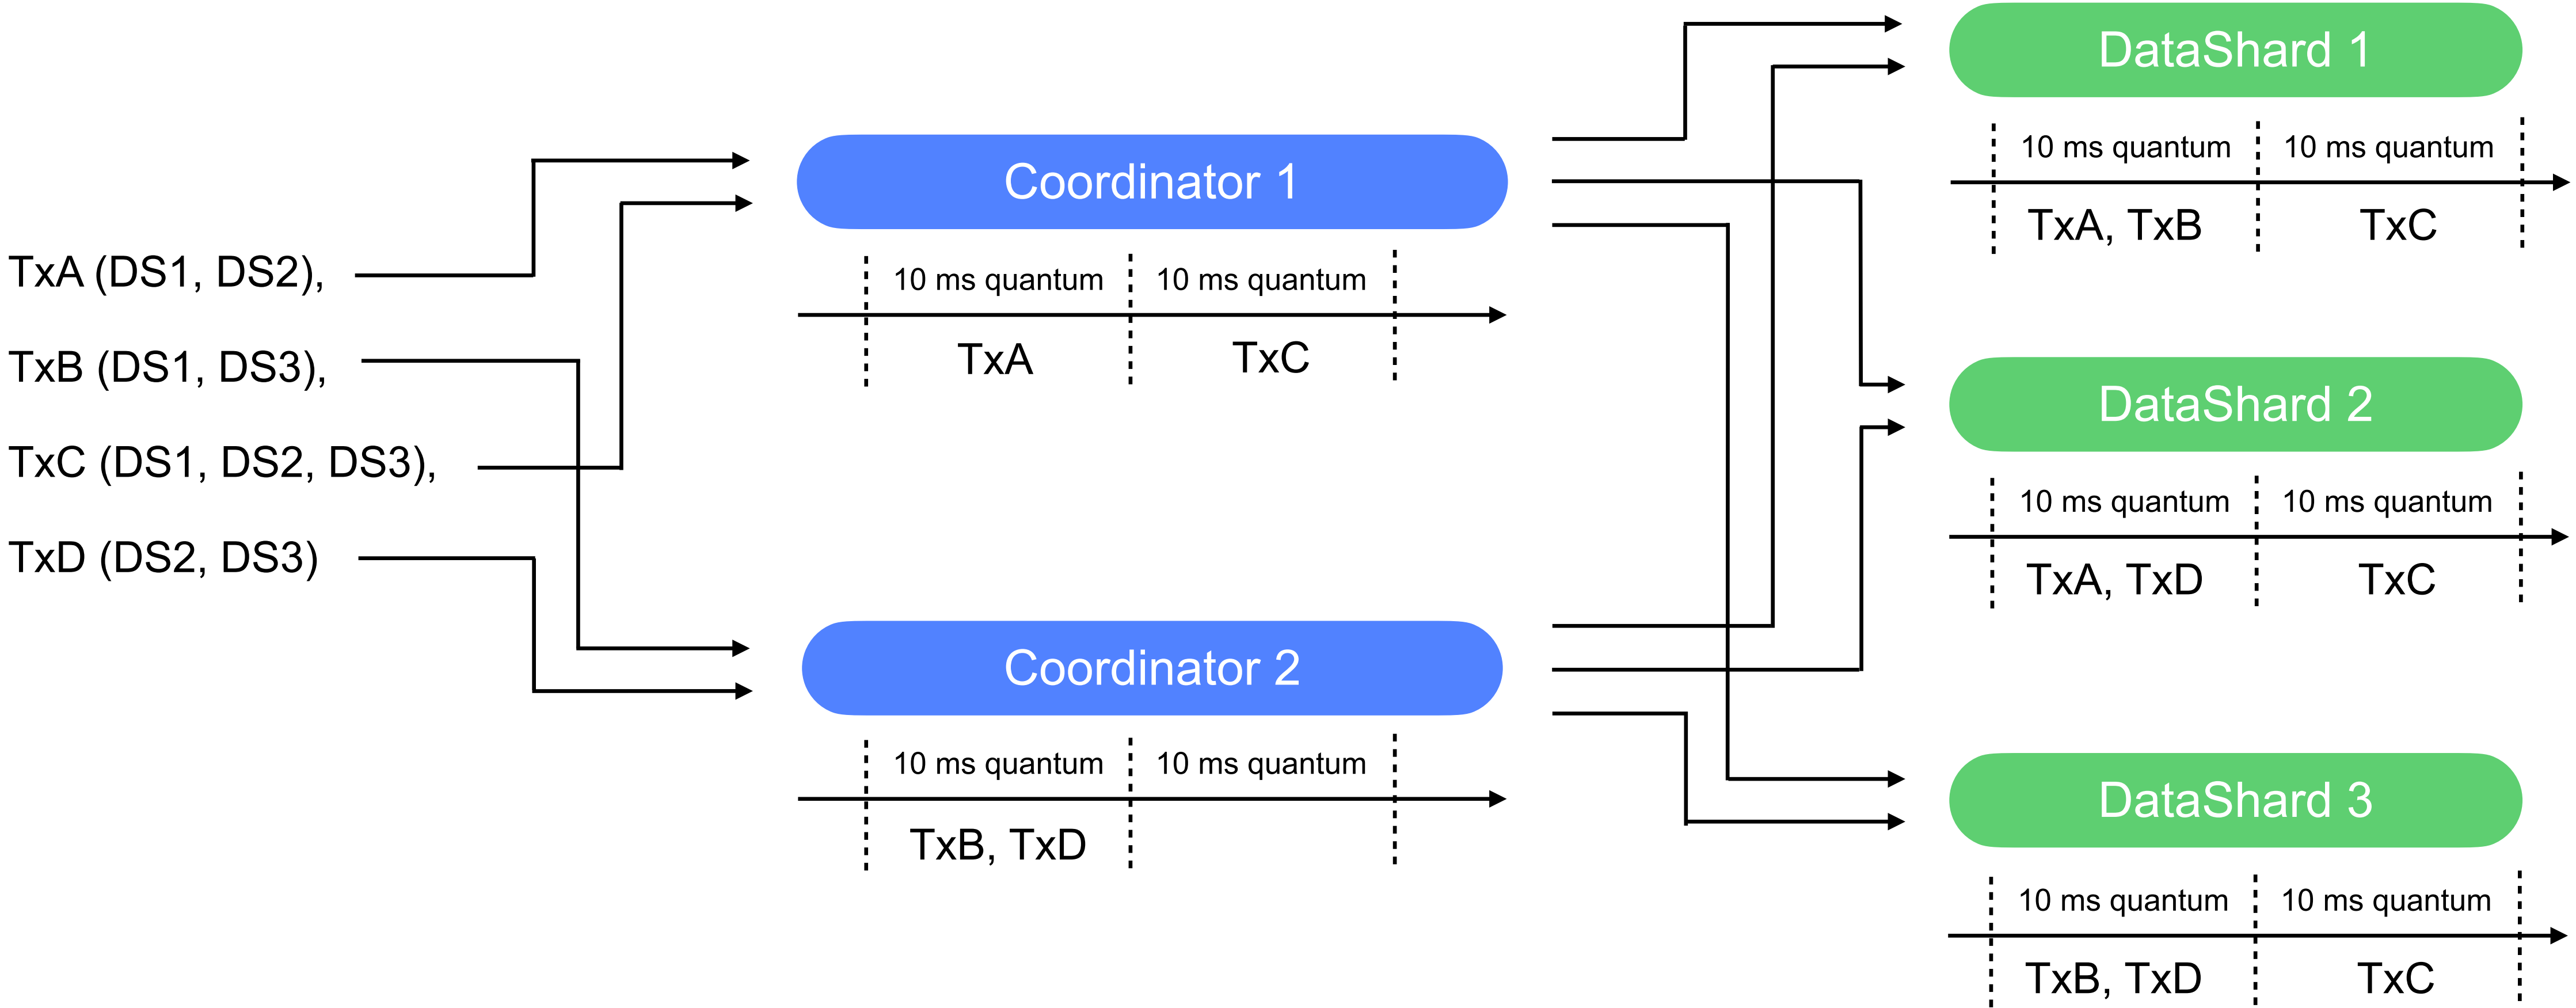 TxA (DS1, DS2),
TxB (DS1, DS3),
TxC (DS1, DS2, DS3),
TxD (DS2, DS3)
Coordinator 1
10 ms quantum 10 ms quantum
TxA TxC
Coordinator 2
10 ms quantum 10 ms quantum
TxB, TxD
DataShard 1
10 ms quantum 10 ms quantum
TxA, TxB TxC
DataShard 2
10 ms quantum 10 ms quantum
TxA, TxD TxC
DataShard 3
10 ms quantum 10 ms quantum
TxB, TxD TxC